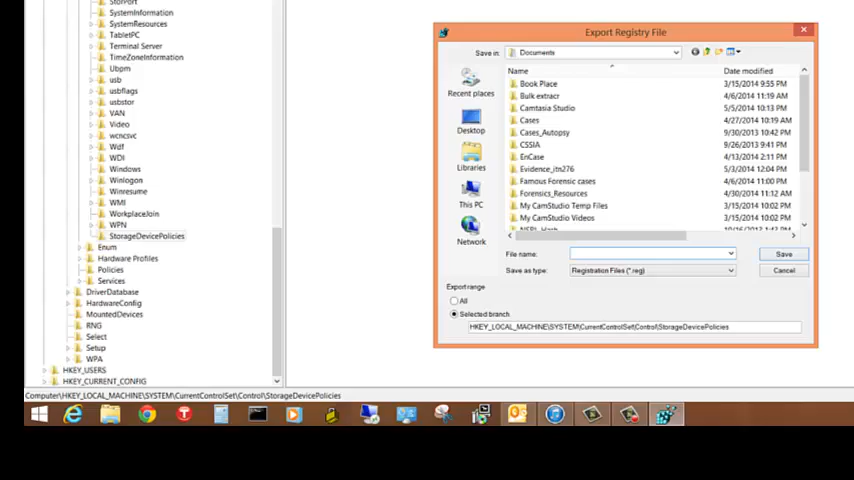 StorPort
SystemInformation
SystemResources
TabletPC
Terminal Server
TimeZoneInformation
Ubpm
usb
usbflags
usbstor
VAN
Video
wcncsvc
Wdf
WDI
Windows
Winlogon
Winresume
WMI
WorkplaceJoin
WPN
StorageDevicePolicies
Enum
Hardware Profiles
Policies
Services
DriverDatabase
HardwareConfig
MountedDevices
RNG
Select
Setup
WPA
HKEY_USERS
HKEY_CURRENT_CONFIG
Computer\HKEY_LOCAL_MACHINE\SYSTEM\CurrentControlSet\Control\StorageDevicePolicies
Export Registry File
Save in: Documents
Name Date modified
Book Place 3/15/2014 9:55 PM
Bulk extracr 4/6/2014 11:19 AM
Camtasia Studio 5/5/2014 10:13 PM
Cases 4/27/2014 10:19 AM
Cases_Autopsy 9/30/2013 10:42 PM
CSSIA 9/26/2013 9:41 PM
EnCase 4/13/2014 2:11 PM
Evidence_itn276 5/3/2014 12:04 PM
Famous Forensic cases 4/6/2014 11:00 PM
Forensics_Resources 4/30/2014 11:12 AM
My CamStudio Temp Files 3/15/2014 10:02 PM
My CamStudio Videos 3/15/2014 10:02 PM
Recent places
Desktop
Libraries
This PC
Network
File name: Save
Save as type: Registration Files (*.reg) Cancel
Export range
All
Selected branch
HKEY_LOCAL_MACHINE\SYSTEM\CurrentControlSet\Control\StorageDevicePolicies